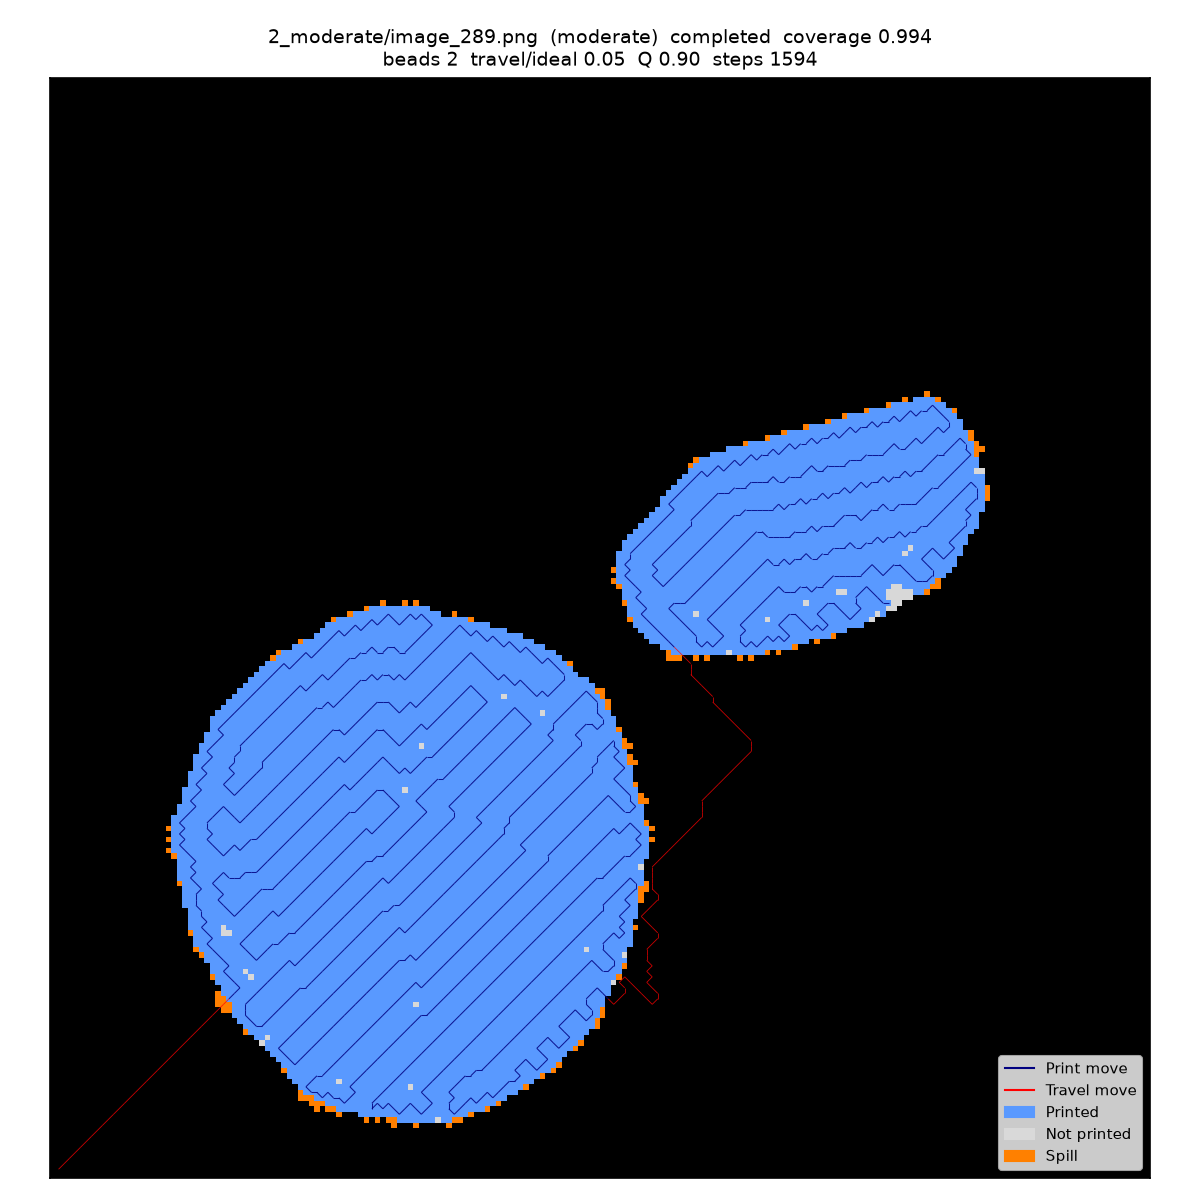 2_moderate/image_289.png  (moderate)  completed  coverage 0.994
beads 2  travel/ideal 0.05  Q 0.90  steps 1594
Print move
Travel move
Printed
Not printed
Spill